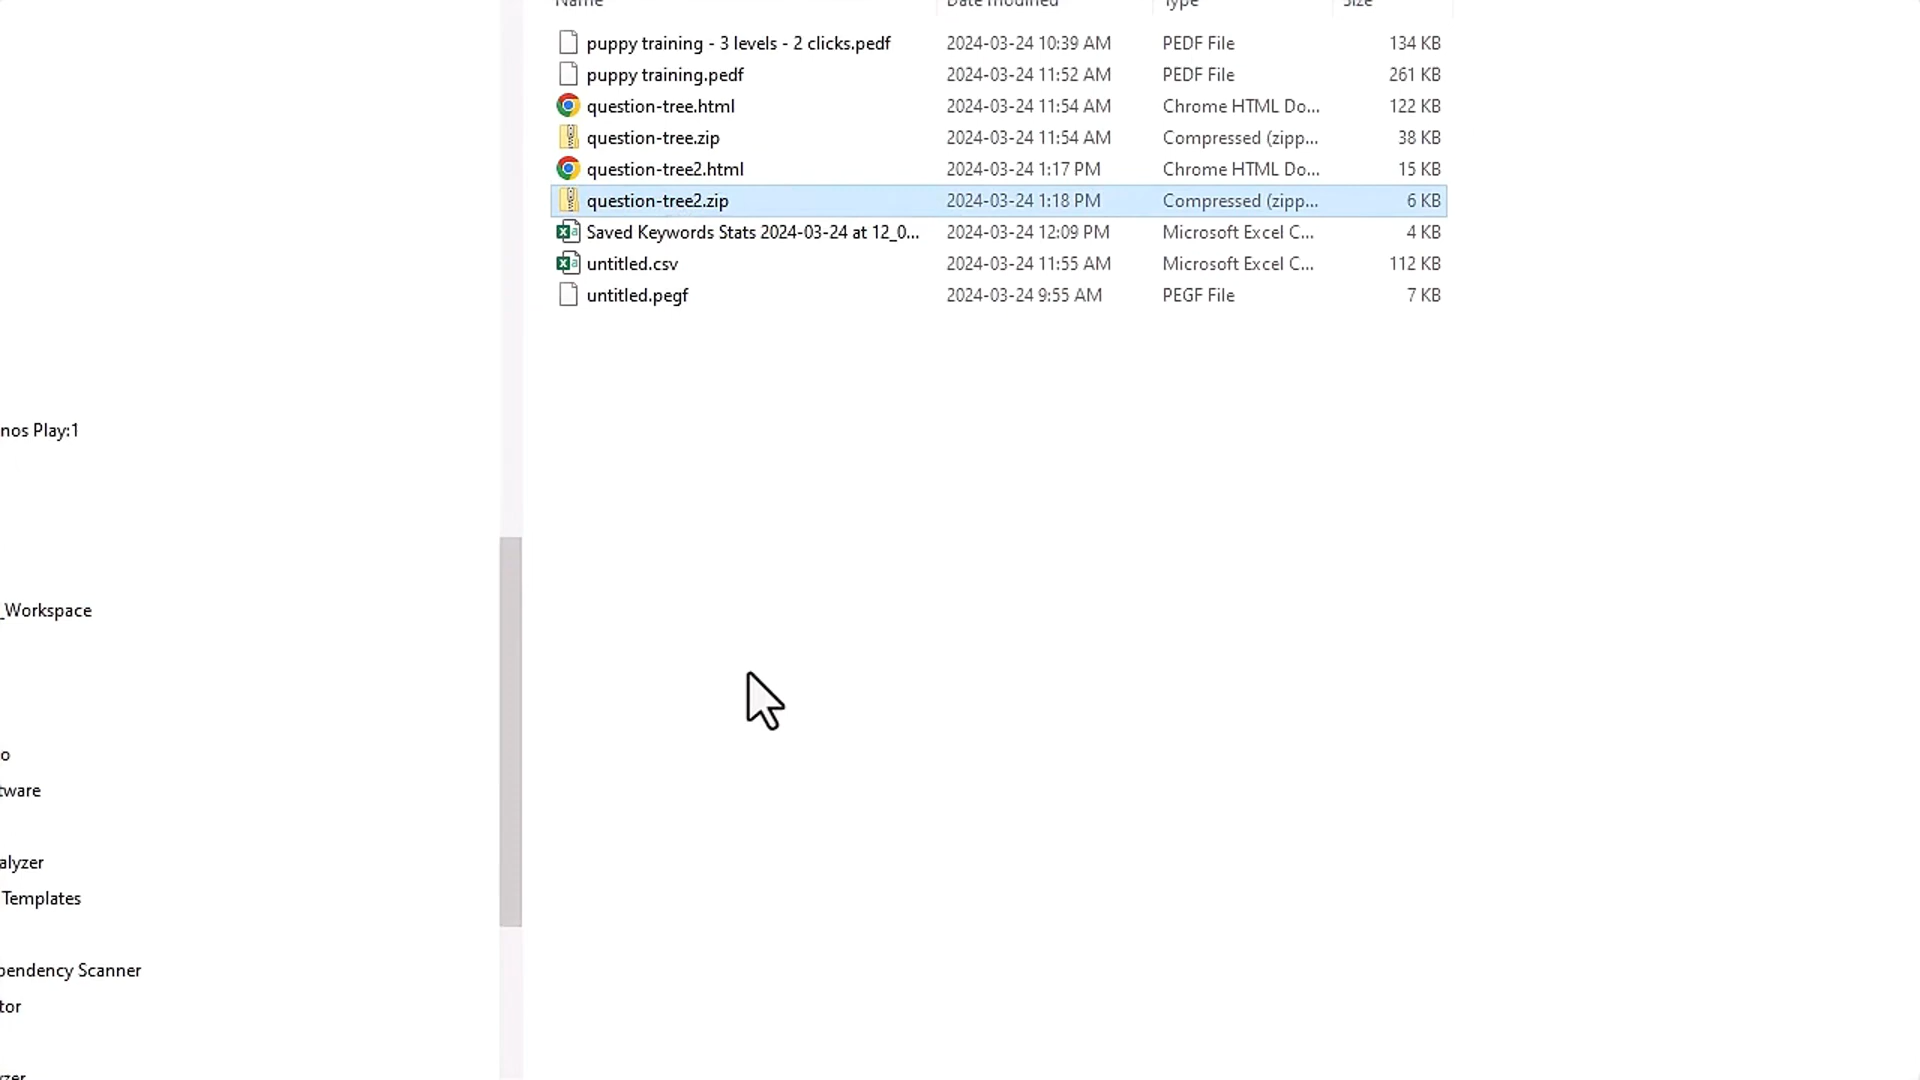 Name Date modified Type Size
puppy training - 3 levels - 2 clicks.pedf 2024-03-24 10:39 AM PEDF File 134 KB
puppy training.pedf 2024-03-24 11:52 AM PEDF File 261 KB
question-tree.html 2024-03-24 11:54 AM Chrome HTML Do... 122 KB
question-tree.zip 2024-03-24 11:54 AM Compressed (zipp... 38 KB
question-tree2.html 2024-03-24 1:17 PM Chrome HTML Do... 15 KB
question-tree2.zip 2024-03-24 1:18 PM Compressed (zipp... 6 KB
Saved Keywords Stats 2024-03-24 at 12_0... 2024-03-24 12:09 PM Microsoft Excel C... 4 KB
untitled.csv 2024-03-24 11:55 AM Microsoft Excel C... 112 KB
untitled.pegf 2024-03-24 9:55 AM PEGF File 7 KB
nos Play:1
_Workspace
o
tware
alyzer
Templates
pendency Scanner
tor